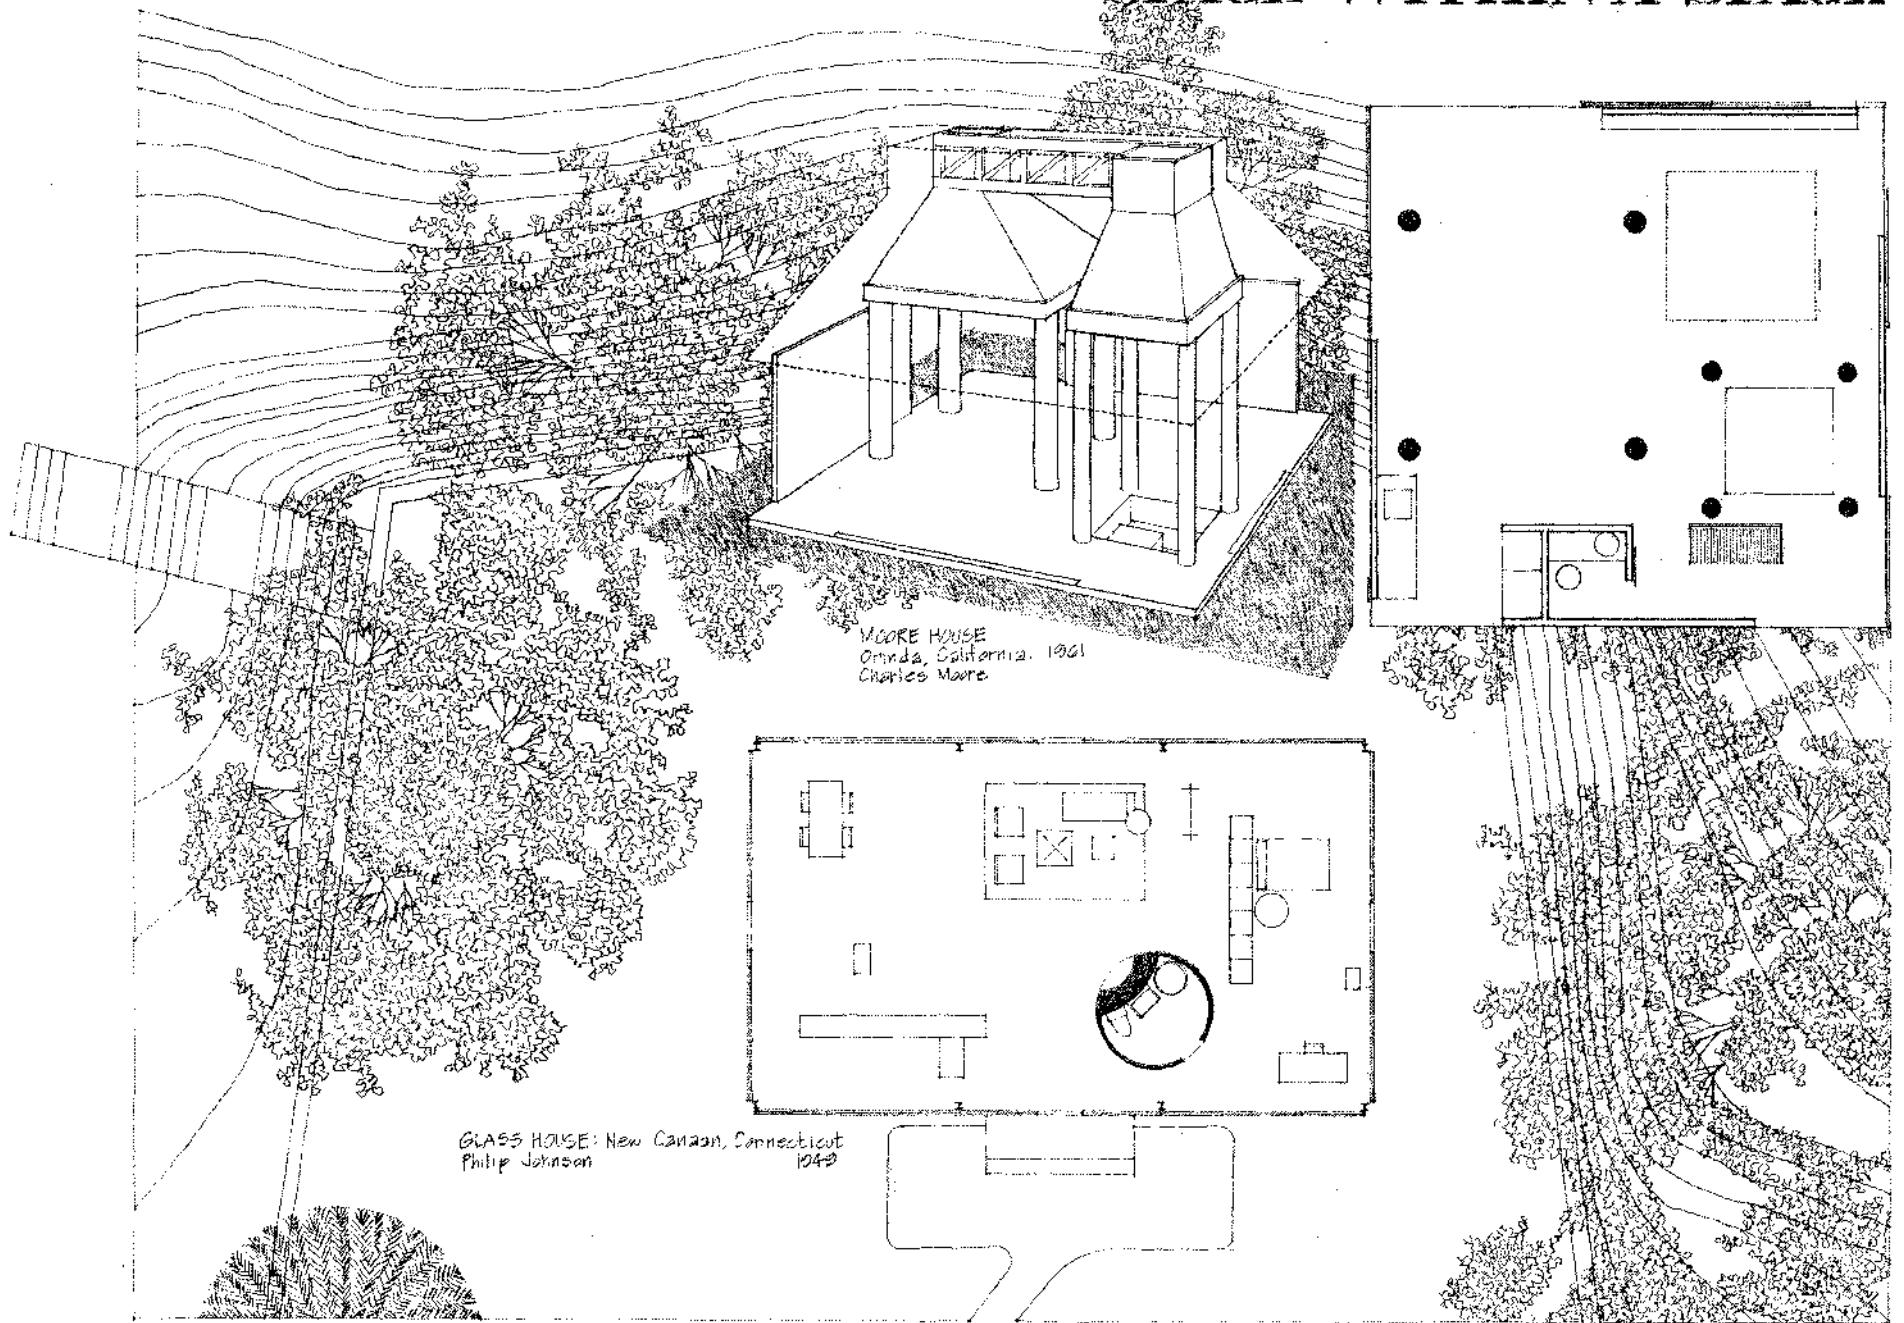 MOORE HOUSE
Orinda, California. 1961
Charles Moore
GLASS HOUSE: New Canaan, Connecticut
Philip Johnson 1949